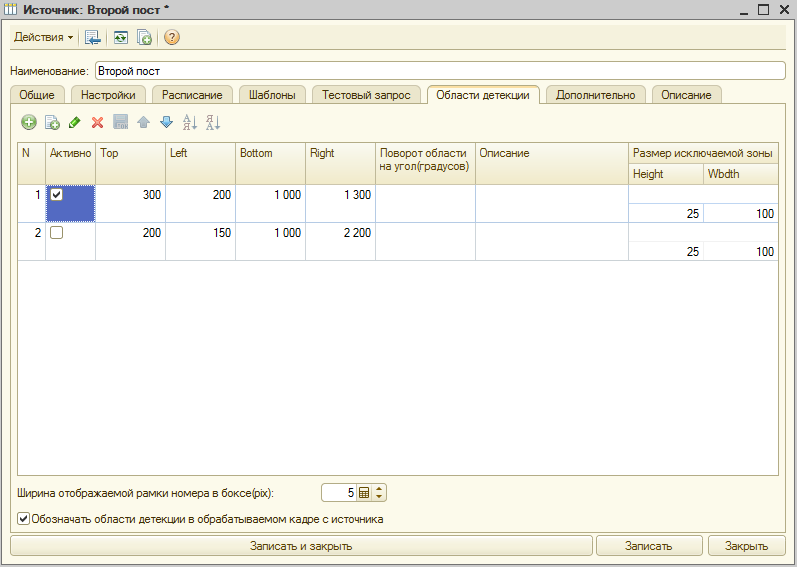 Источник: Второй пост *
Действия
Наименование: Второй пост
Общие Настройки Расписание Шаблоны Тестовый запрос Области детекции Дополнительно Описание
N Активно Top Left Bottom Right Поворот области на угол(градусов) Описание Размер исключаемой зоны
Height Wbdth
1 300 200 1 000 1 300
25 100
2 200 150 1 000 2 200
25 100
Ширина отображаемой рамки номера в боксе(pix): 5
Обозначать области детекции в обрабатываемом кадре с источника
Записать и закрыть Записать Закрыть